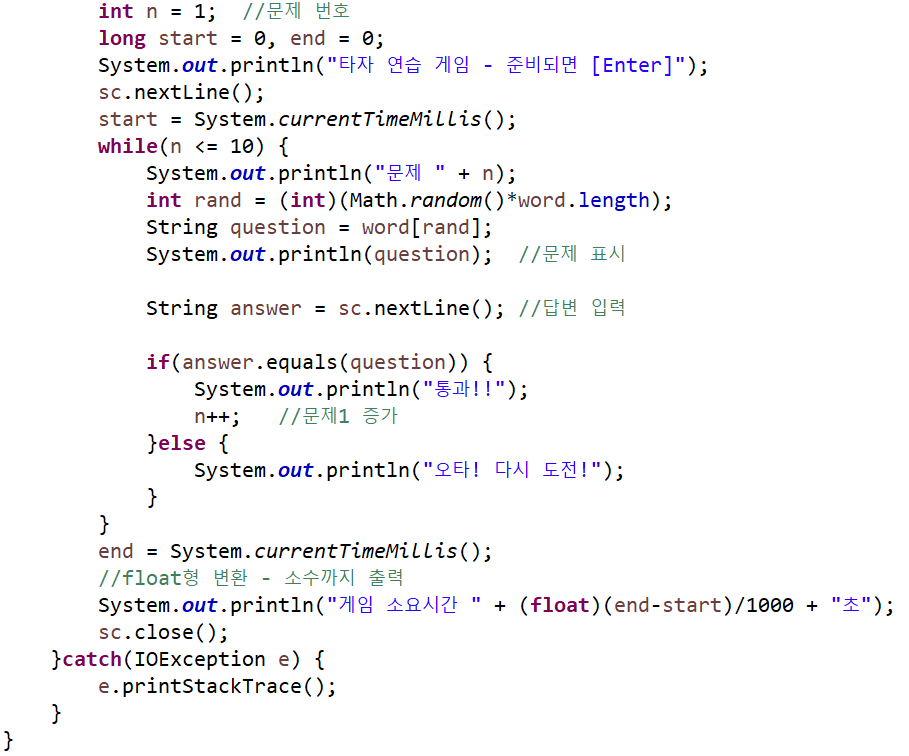 int n = 1;  //문제 번호
long start = 0, end = 0;
System.out.println("타자 연습 게임 - 준비되면 [Enter]");
sc.nextLine();
start = System.currentTimeMillis();
while(n <= 10) {
System.out.println("문제 " + n);
int rand = (int)(Math.random()*word.length);
String question = word[rand];
System.out.println(question);  //문제 표시
String answer = sc.nextLine(); //답변 입력
if(answer.equals(question)) {
System.out.println("통과!!");
n++;   //문제1 증가
}else {
System.out.println("오타! 다시 도전!");
}
}
end = System.currentTimeMillis();
//float형 변환 - 소수까지 출력
System.out.println("게임 소요시간 " + (float)(end-start)/1000 + "초");
sc.close();
}catch(IOException e) {
e.printStackTrace();
}
}